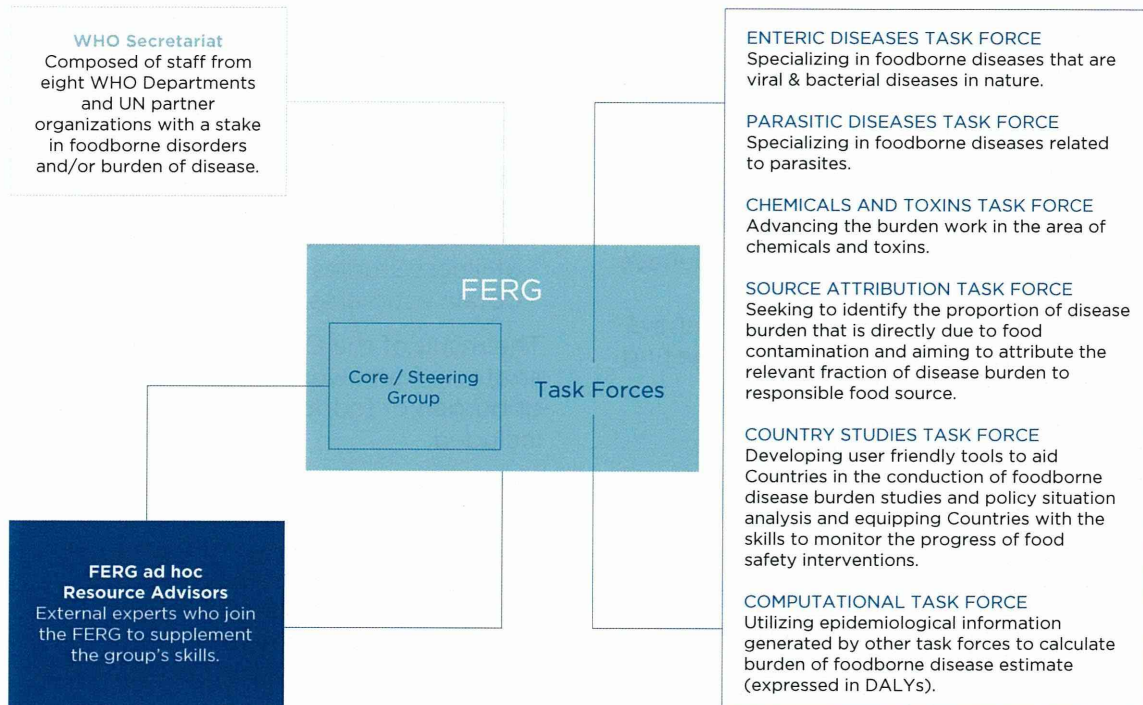 WHO Secretariat
Composed of staff from
eight WHO Departments
and UN partner
organizations with a stake
in foodborne disorders
and/or burden of disease.
FERG
Core / Steering
Group
Task Forces
FERG ad hoc
Resource Advisors
External experts who join
the FERG to supplement
the group's skills.
ENTERIC DISEASES TASK FORCE
Specializing in foodborne diseases that are
viral & bacterial diseases in nature.
PARASITIC DISEASES TASK FORCE
Specializing in foodborne diseases related
to parasites.
CHEMICALS AND TOXINS TASK FORCE
Advancing the burden work in the area of
chemicals and toxins.
SOURCE ATTRIBUTION TASK FORCE
Seeking to identify the proportion of disease
burden that is directly due to food
contamination and aiming to attribute the
relevant fraction of disease burden to
responsible food source.
COUNTRY STUDIES TASK FORCE
Developing user friendly tools to aid
Countries in the conduction of foodborne
disease burden studies and policy situation
analysis and equipping Countries with the
skills to monitor the progress of food
safety interventions.
COMPUTATIONAL TASK FORCE
Utilizing epidemiological information
generated by other task forces to calculate
burden of foodborne disease estimate
(expressed in DALYs).